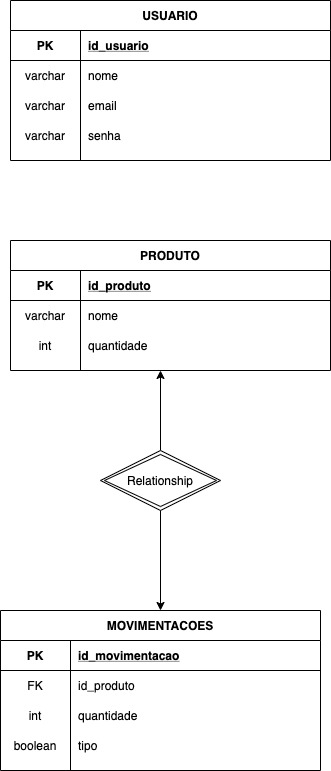 USUARIO
PK id_usuario
varchar nome
varchar email
varchar senha
PRODUTO
PK id_produto
varchar nome
int quantidade
Relationship
MOVIMENTACOES
PK id_movimentacao
FK id_produto
int quantidade
boolean tipo